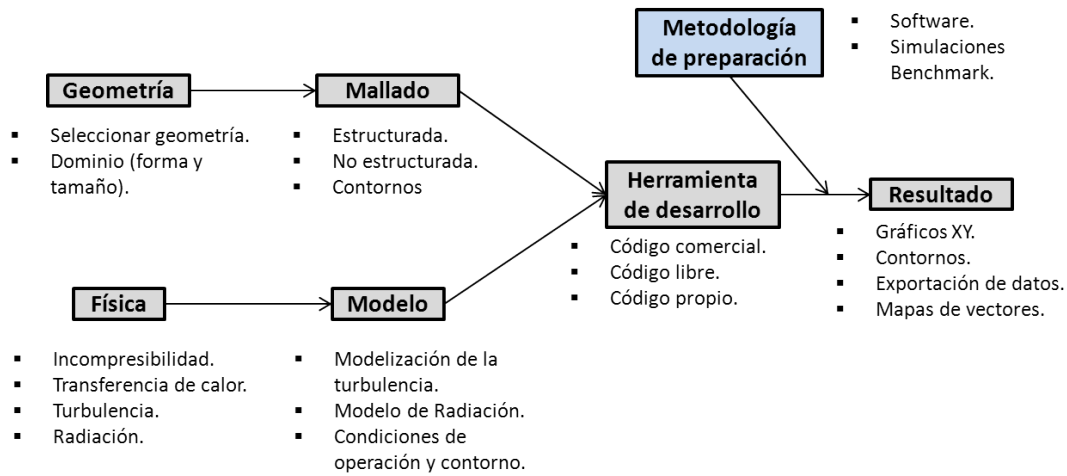 Metodología
de preparación
▪ Software.
▪ Simulaciones
Benchmark.
Geometría
▪ Seleccionar geometría.
▪ Dominio (forma y
tamaño).
Mallado
▪ Estructurada.
▪ No estructurada.
▪ Contornos
Herramienta
de desarrollo
▪ Código comercial.
▪ Código libre.
▪ Código propio.
Resultado
▪ Gráficos XY.
▪ Contornos.
▪ Exportación de datos.
▪ Mapas de vectores.
Física
▪ Incompresibilidad.
▪ Transferencia de calor.
▪ Turbulencia.
▪ Radiación.
Modelo
▪ Modelización de la
turbulencia.
▪ Modelo de Radiación.
▪ Condiciones de
operación y contorno.